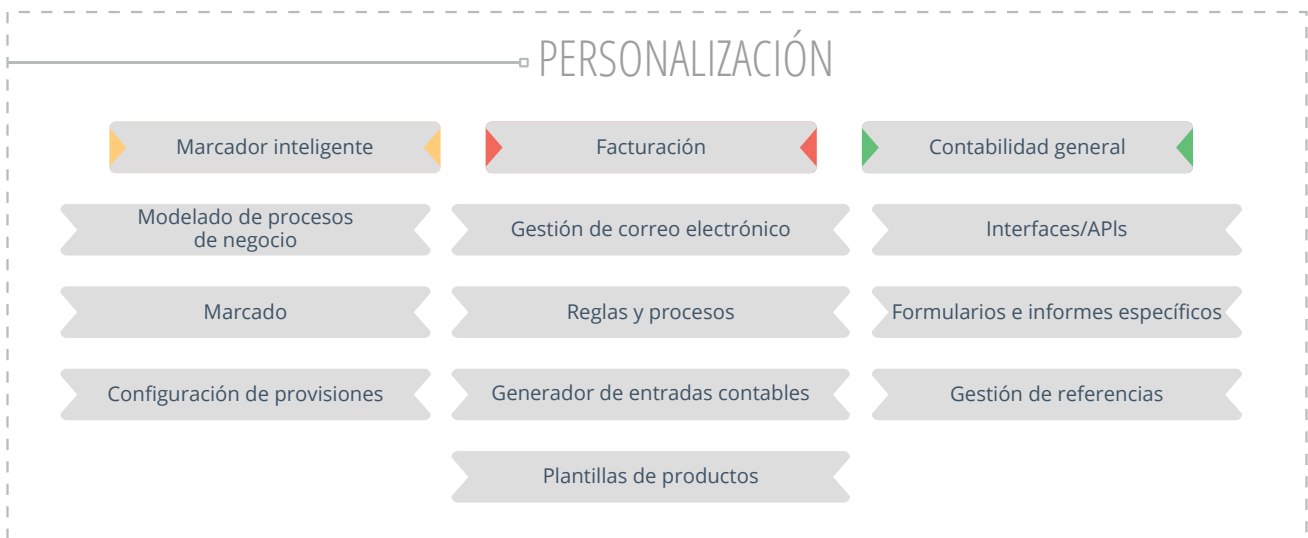 PERSONALIZACIÓN
Marcador inteligente
Facturación
Contabilidad general
Modelado de procesos
de negocio
Gestión de correo electrónico
Interfaces/APls
Marcado
Reglas y procesos
Formularios e informes específicos
Configuración de provisiones
Generador de entradas contables
Gestión de referencias
Plantillas de productos